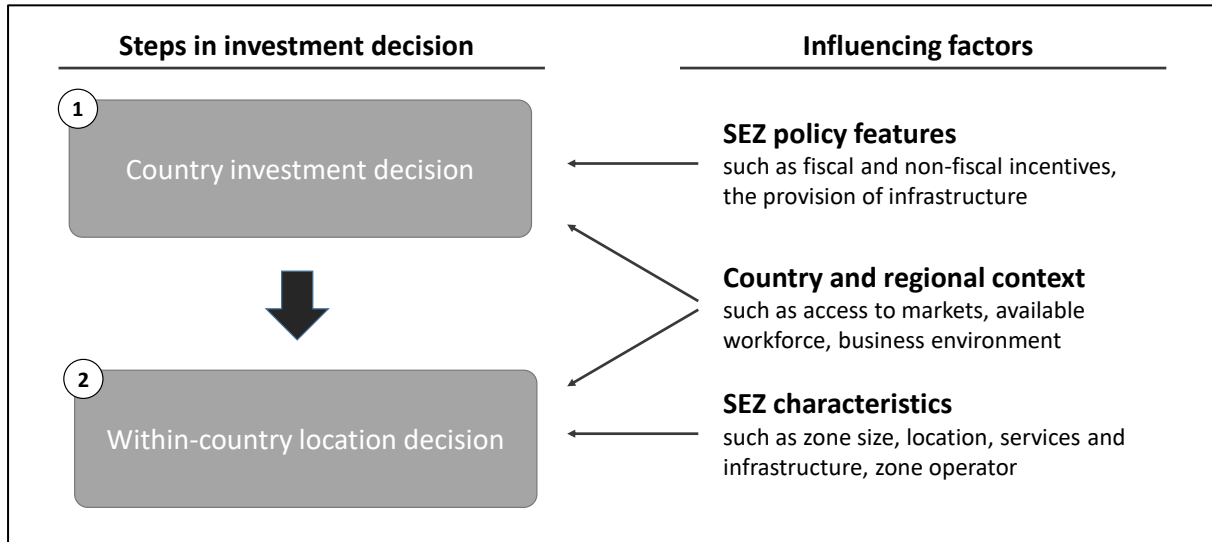 Steps in investment decision
Influencing factors
1
Country investment decision
SEZ policy features
such as fiscal and non-fiscal incentives,
the provision of infrastructure
Country and regional context
such as access to markets, available
workforce, business environment
2
Within-country location decision
SEZ characteristics
such as zone size, location, services and
infrastructure, zone operator